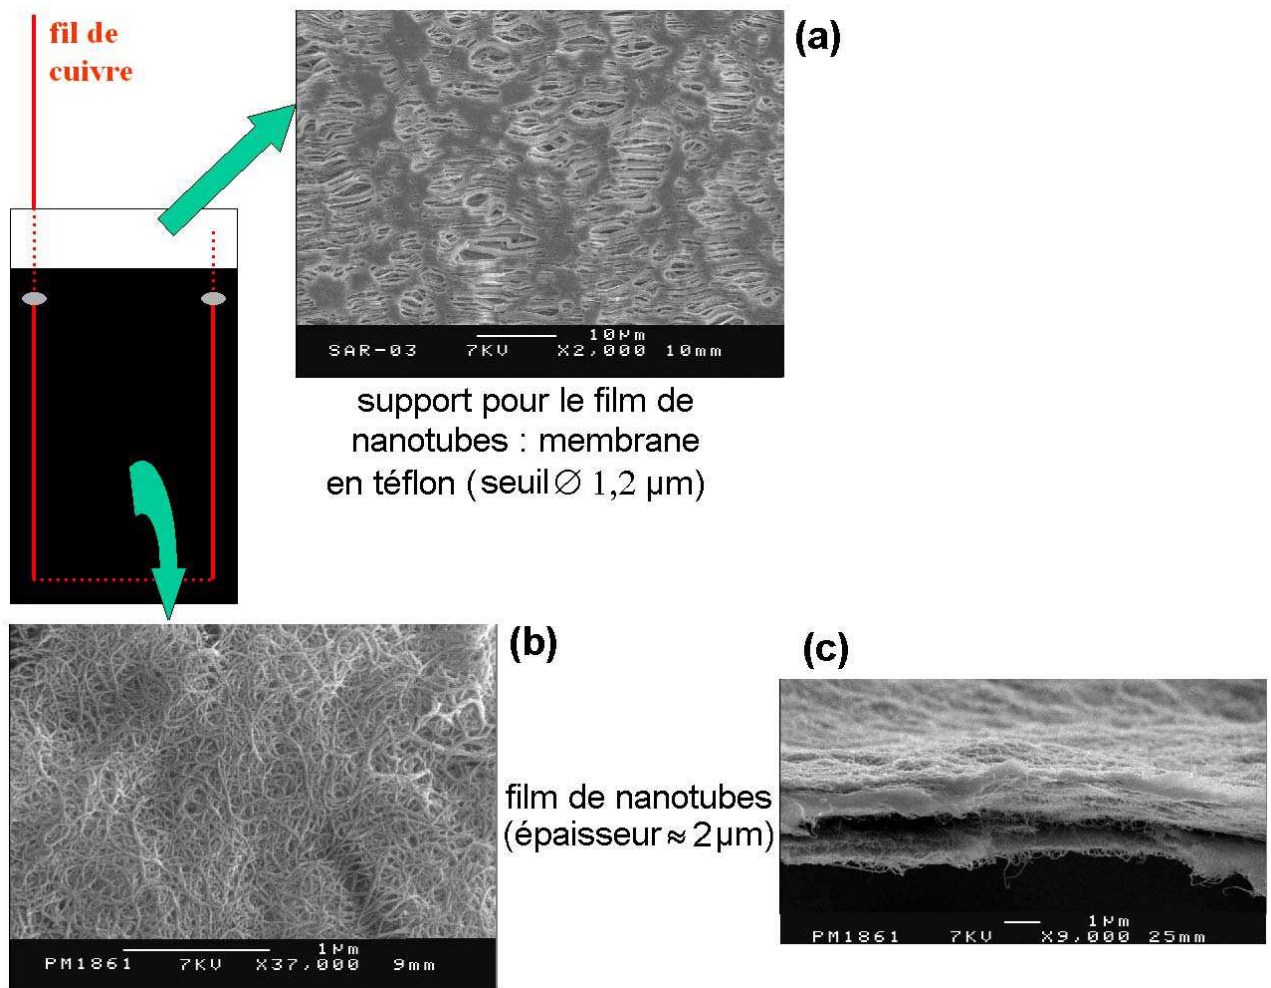 fil de
cuivre
(a)
10µm
SAR-03 7KV X2,000 10mm
support pour le film de
nanotubes : membrane
en téflon (seuil ∅ 1,2 µm)
(b)
1µm
PM1861 7KV X37,000 9mm
film de nanotubes
(épaisseur ≈ 2µm)
(c)
1µm
PM1861 7KV X9,000 25mm